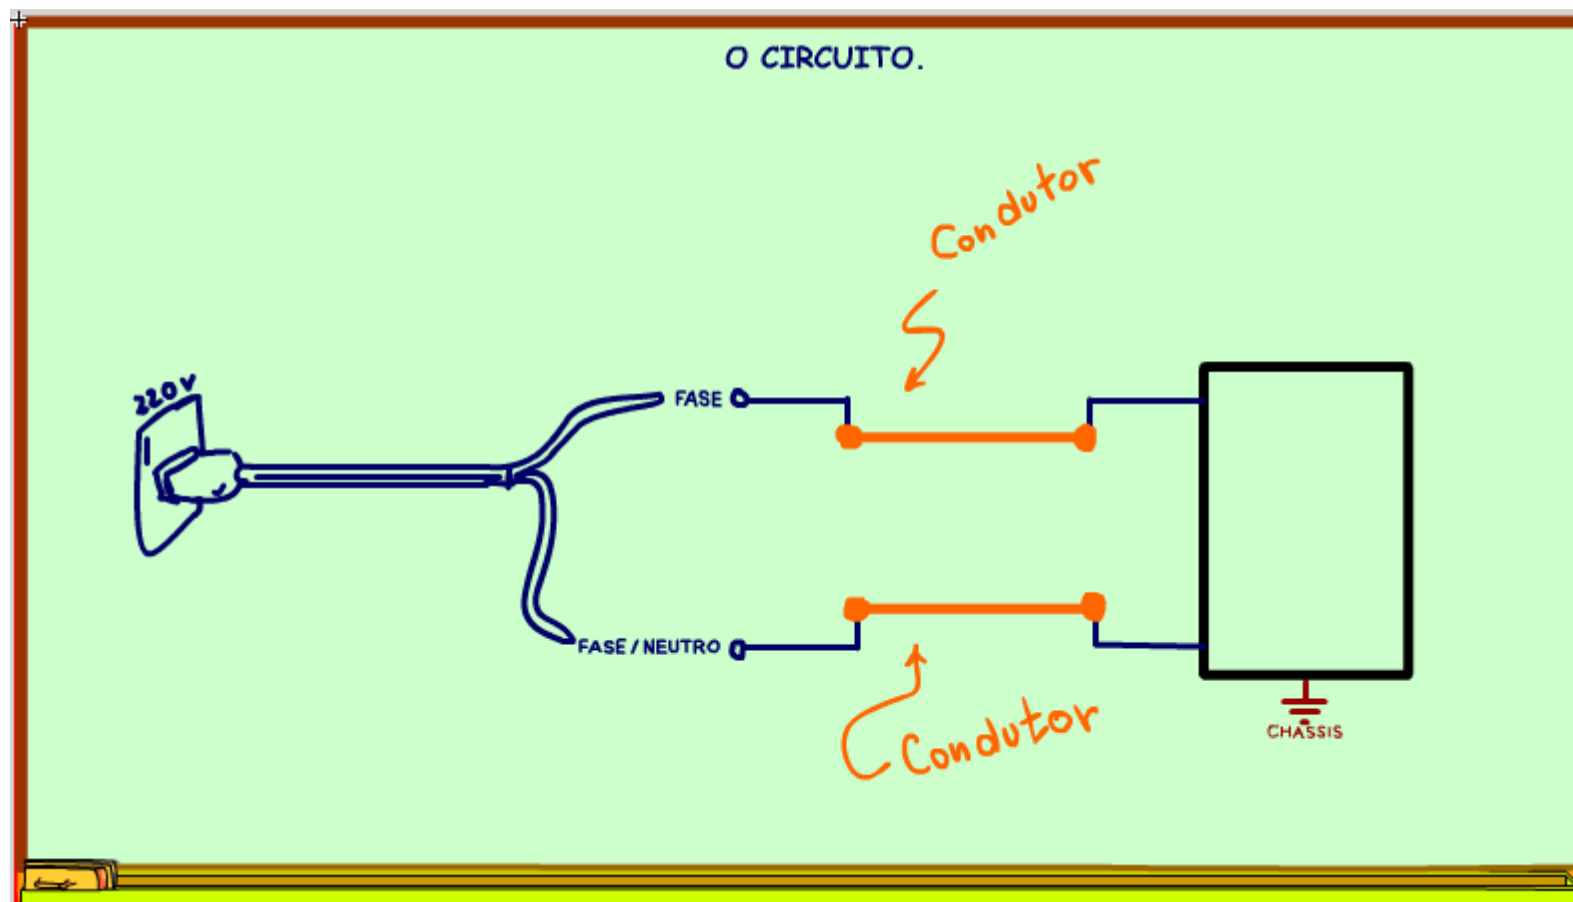 O CIRCUITO.
Condutor
220V
FASE
FASE/NEUTRO
Condutor
CHASSIS